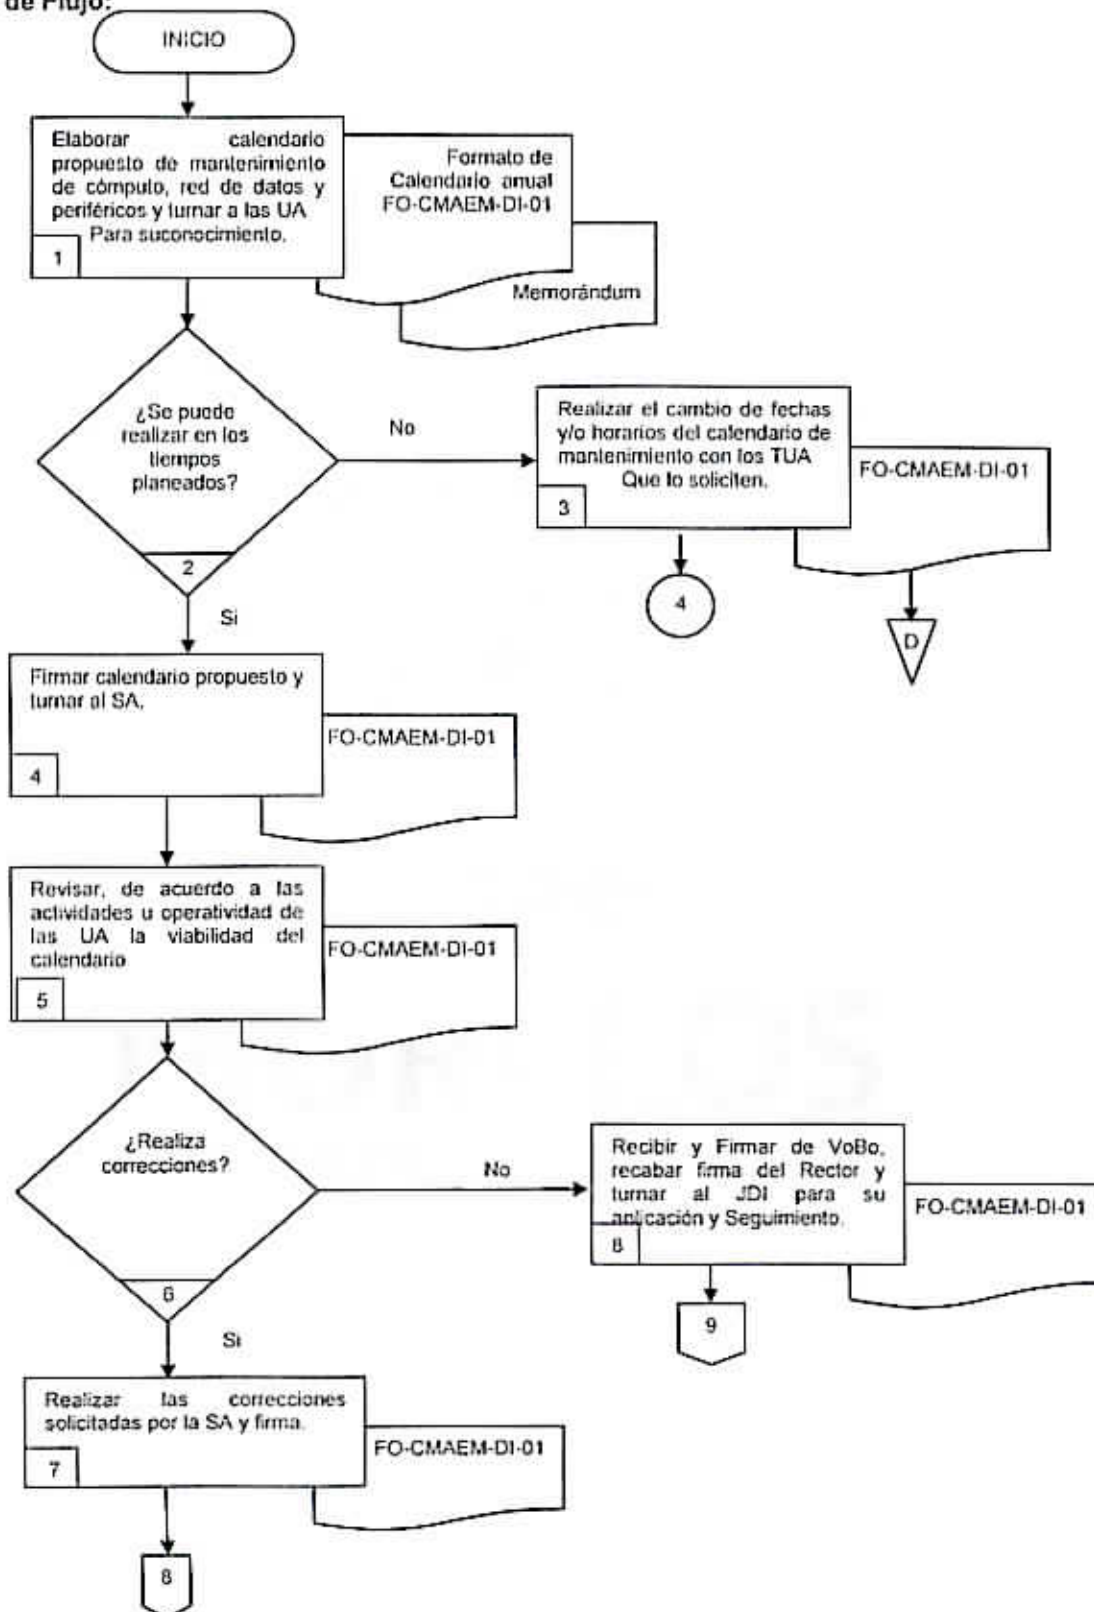 de Flujo:
INICIO
Elaborar calendario
propuesto de mantenimiento
de cómputo, red de datos y
periféricos y turnar a las UA
Para suconocimiento.
1
Formato de
Calendario anual
FO-CMAEM-DI-01
Memorándum
¿Se puede
realizar en los
tiempos
planeados?
2
No
Si
Realizar el cambio de fechas
y/o horarios del calendario de
mantenimiento con los TUA
Que lo soliciten.
3
FO-CMAEM-DI-01
4
D
Firmar calendario propuesto y
turnar al SA.
4
FO-CMAEM-DI-01
Revisar, de acuerdo a las
actividades u operatividad de
las UA la viabilidad del
calendario
5
FO-CMAEM-DI-01
¿Realiza
correcciones?
6
No
Si
Recibir y Firmar de VoBo,
recabar firma del Rector y
turnar al JDI para su
aplicación y Seguimiento.
8
FO-CMAEM-DI-01
9
Realizar las correcciones
solicitadas por la SA y firma.
7
FO-CMAEM-DI-01
8